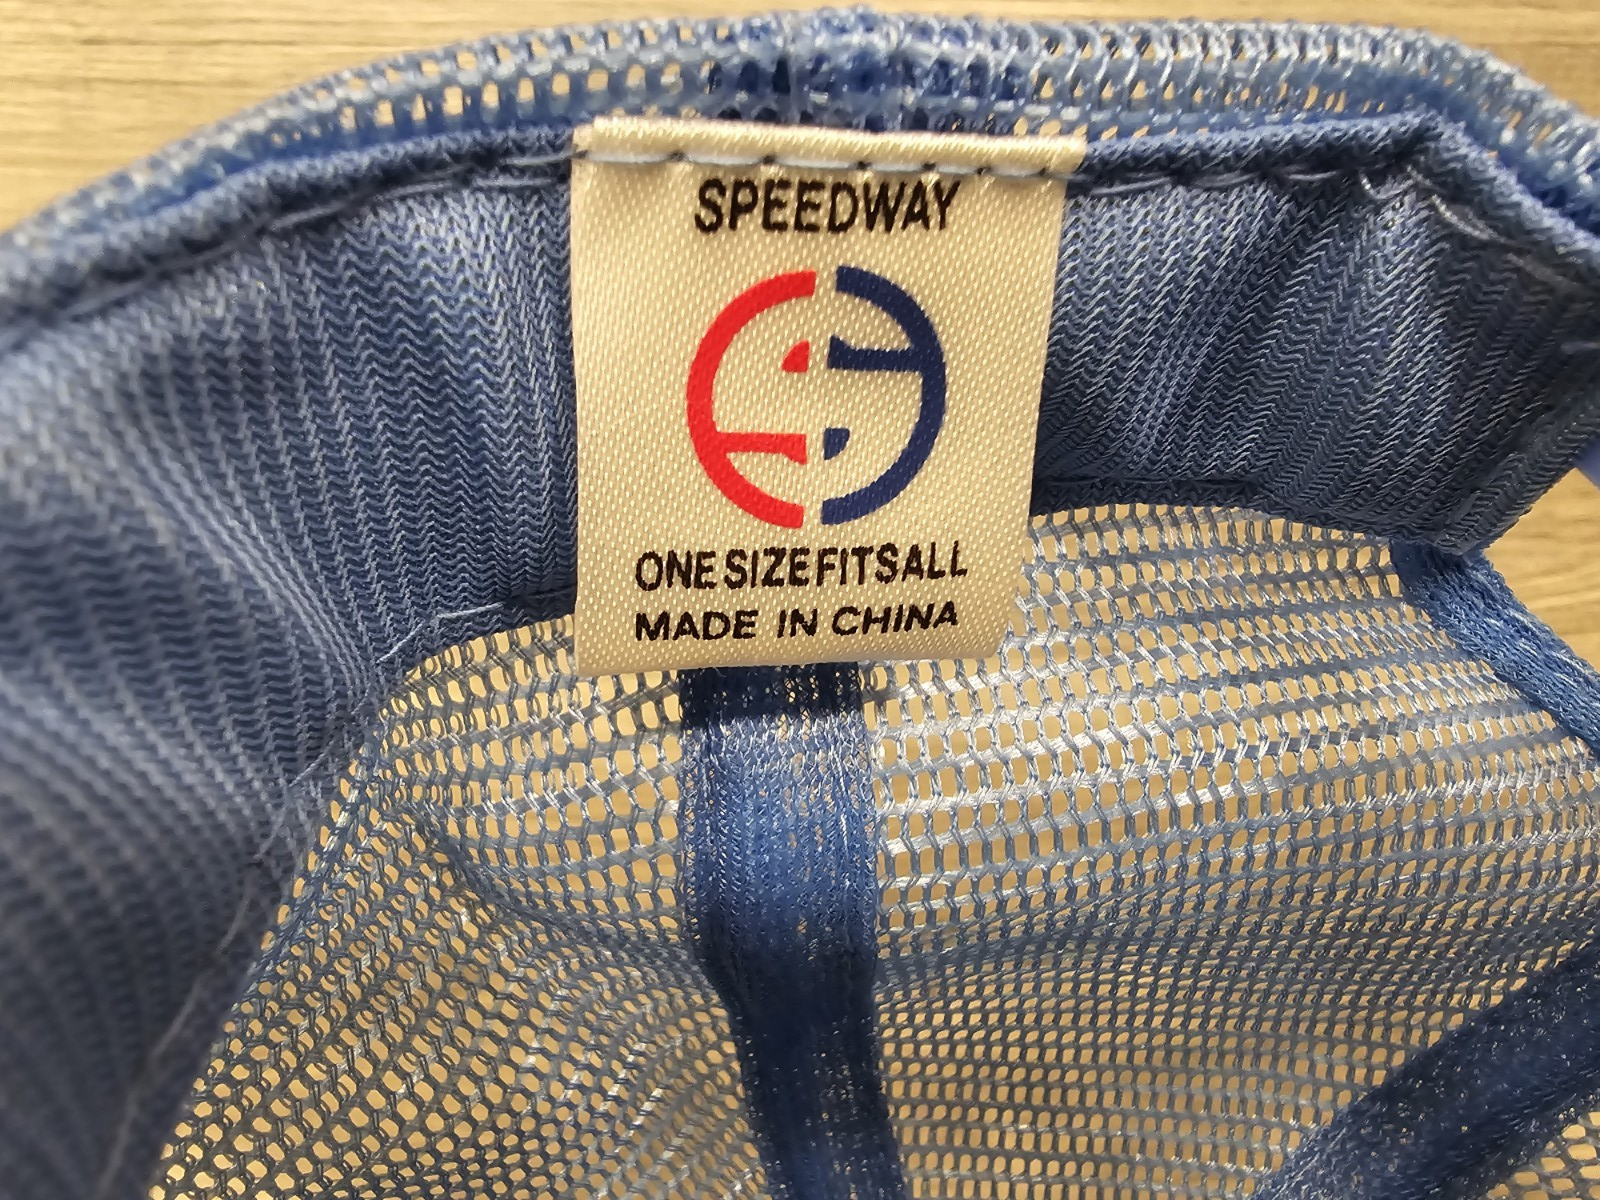 SPEEDWAY
ONE SIZE FITS ALL
MADE IN CHINA